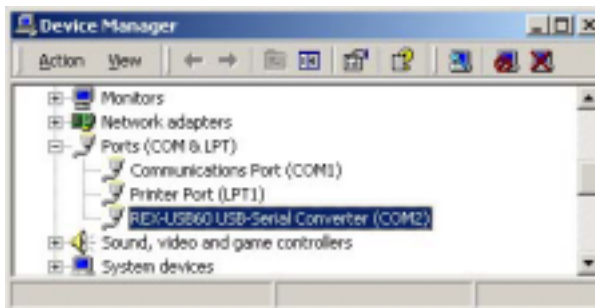 Device Manager
Action View
Monitors
Network adapters
Ports (COM & LPT)
Communications Port (COM1)
Printer Port (LPT1)
REX-USB60 USB-Serial Converter (COM2)
Sound, video and game controllers
System devices